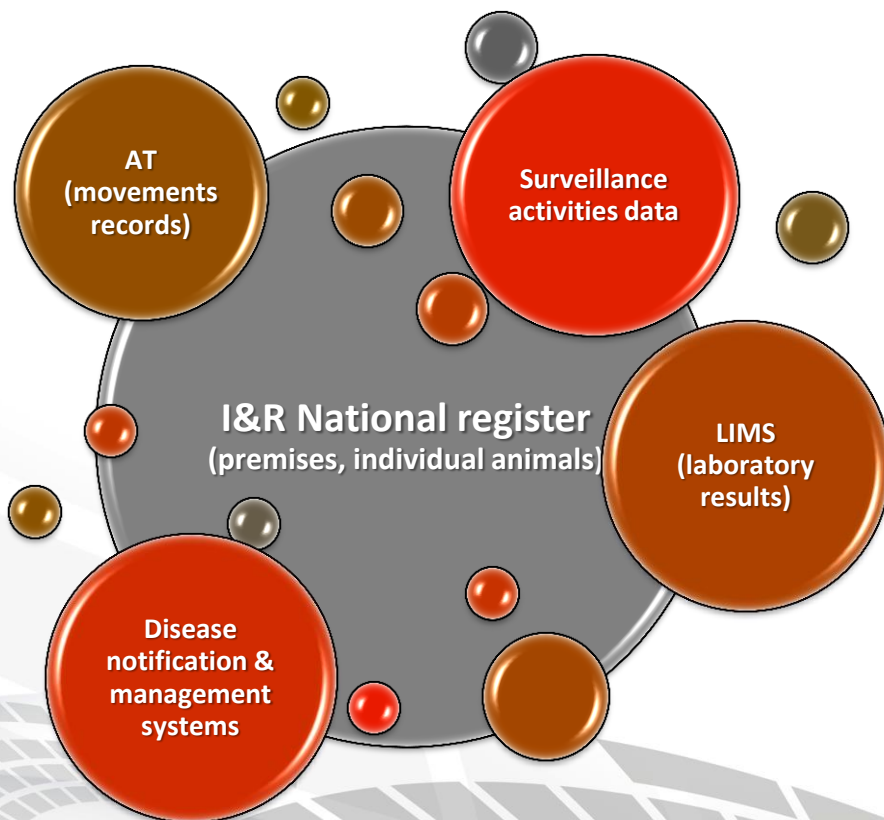 AT
(movements
records)
Surveillance
activities data
I&R National register
(premises, individual animals)
LIMS
(laboratory
results)
Disease
notification &
management
systems